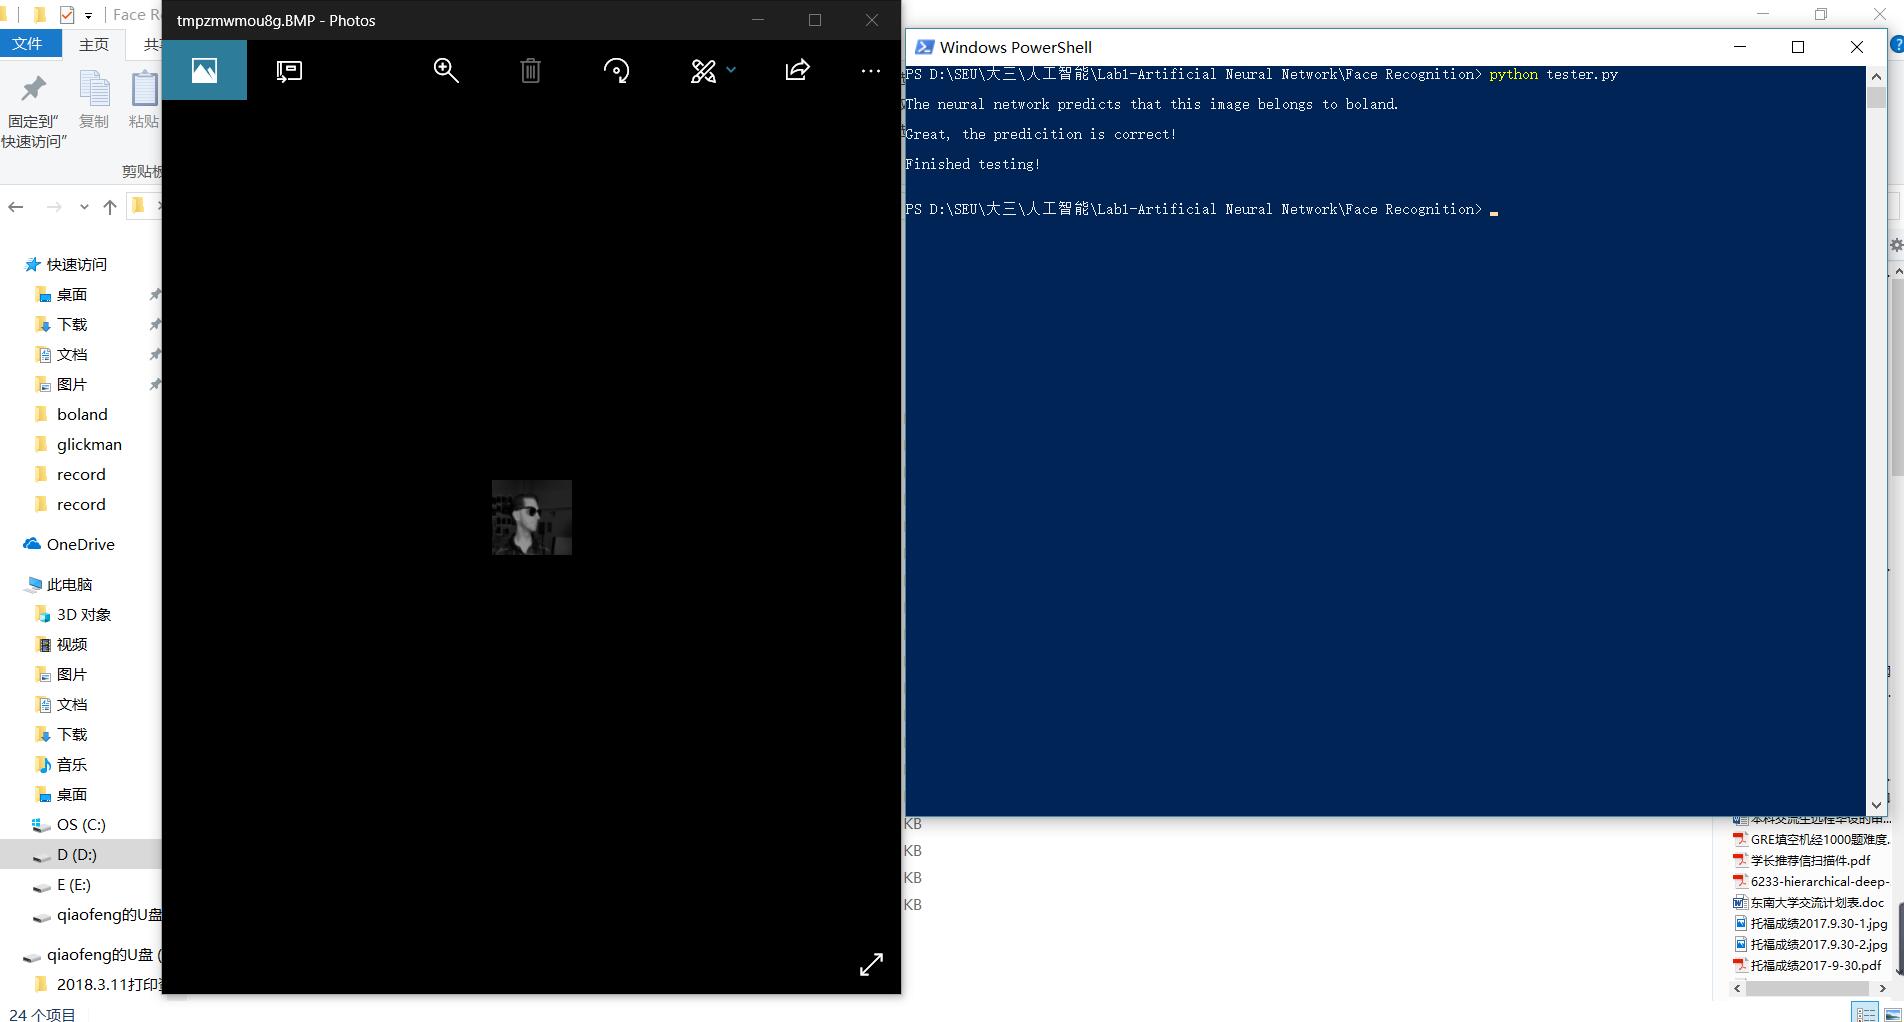 Face R
文件
主页
共
固定到"
快速访问"
复制
粘贴
剪贴板
快速访问
桌面
下载
文档
图片
boland
glickman
record
record
OneDrive
此电脑
3D 对象
视频
图片
文档
下载
音乐
桌面
OS (C:)
D (D:)
E (E:)
qiaofeng的U盘
qiaofeng的U盘 (
2018.3.11打印
24 个项目
tmpzmwmou8g.BMP - Photos
Windows PowerShell
PS D:\SEU\大三\人工智能\Lab1-Artificial Neural Network\Face Recognition> python tester.py
The neural network predicts that this image belongs to boland.
Great, the predicition is correct!
Finished testing!
PS D:\SEU\大三\人工智能\Lab1-Artificial Neural Network\Face Recognition>
KB
KB
KB
KB
GRE填空机经1000题难度.
学长推荐信扫描件.pdf
6233-hierarchical-deep-
东南大学交流计划表.doc
托福成绩2017.9.30-1.jpg
托福成绩2017.9.30-2.jpg
托福成绩2017-9-30.pdf